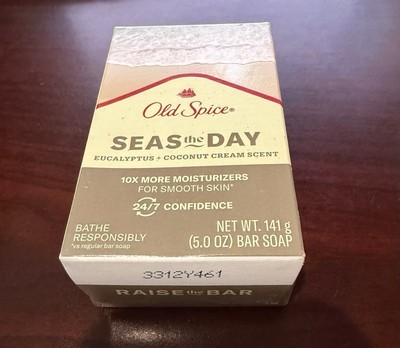 Old Spice®
SEAS the DAY
EUCALYPTUS + COCONUT CREAM SCENT
10X MORE MOISTURIZERS
FOR SMOOTH SKIN*
24/7 CONFIDENCE
BATHE
RESPONSIBLY
*vs regular bar soap
NET WT. 141 g
(5.0 OZ) BAR SOAP
3312Y461
RAISE the BAR